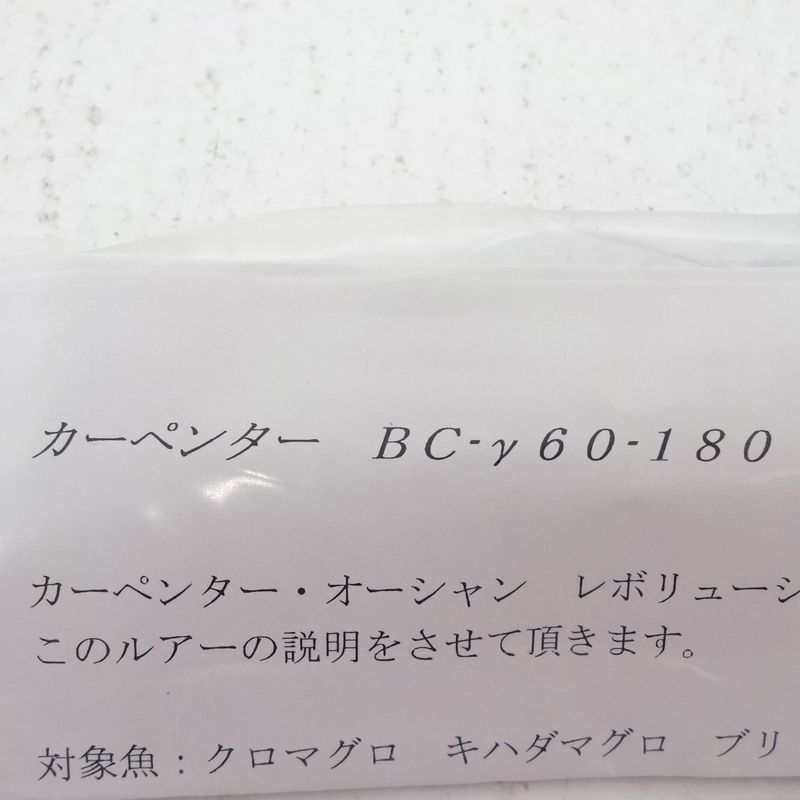 カーペンター　ＢＣ-γ６０-１８０
カーペンター・オーシャン　レボリューシ
このルアーの説明をさせて頂きます。
対象魚：クロマグロ　キハダマグロ　ブリ